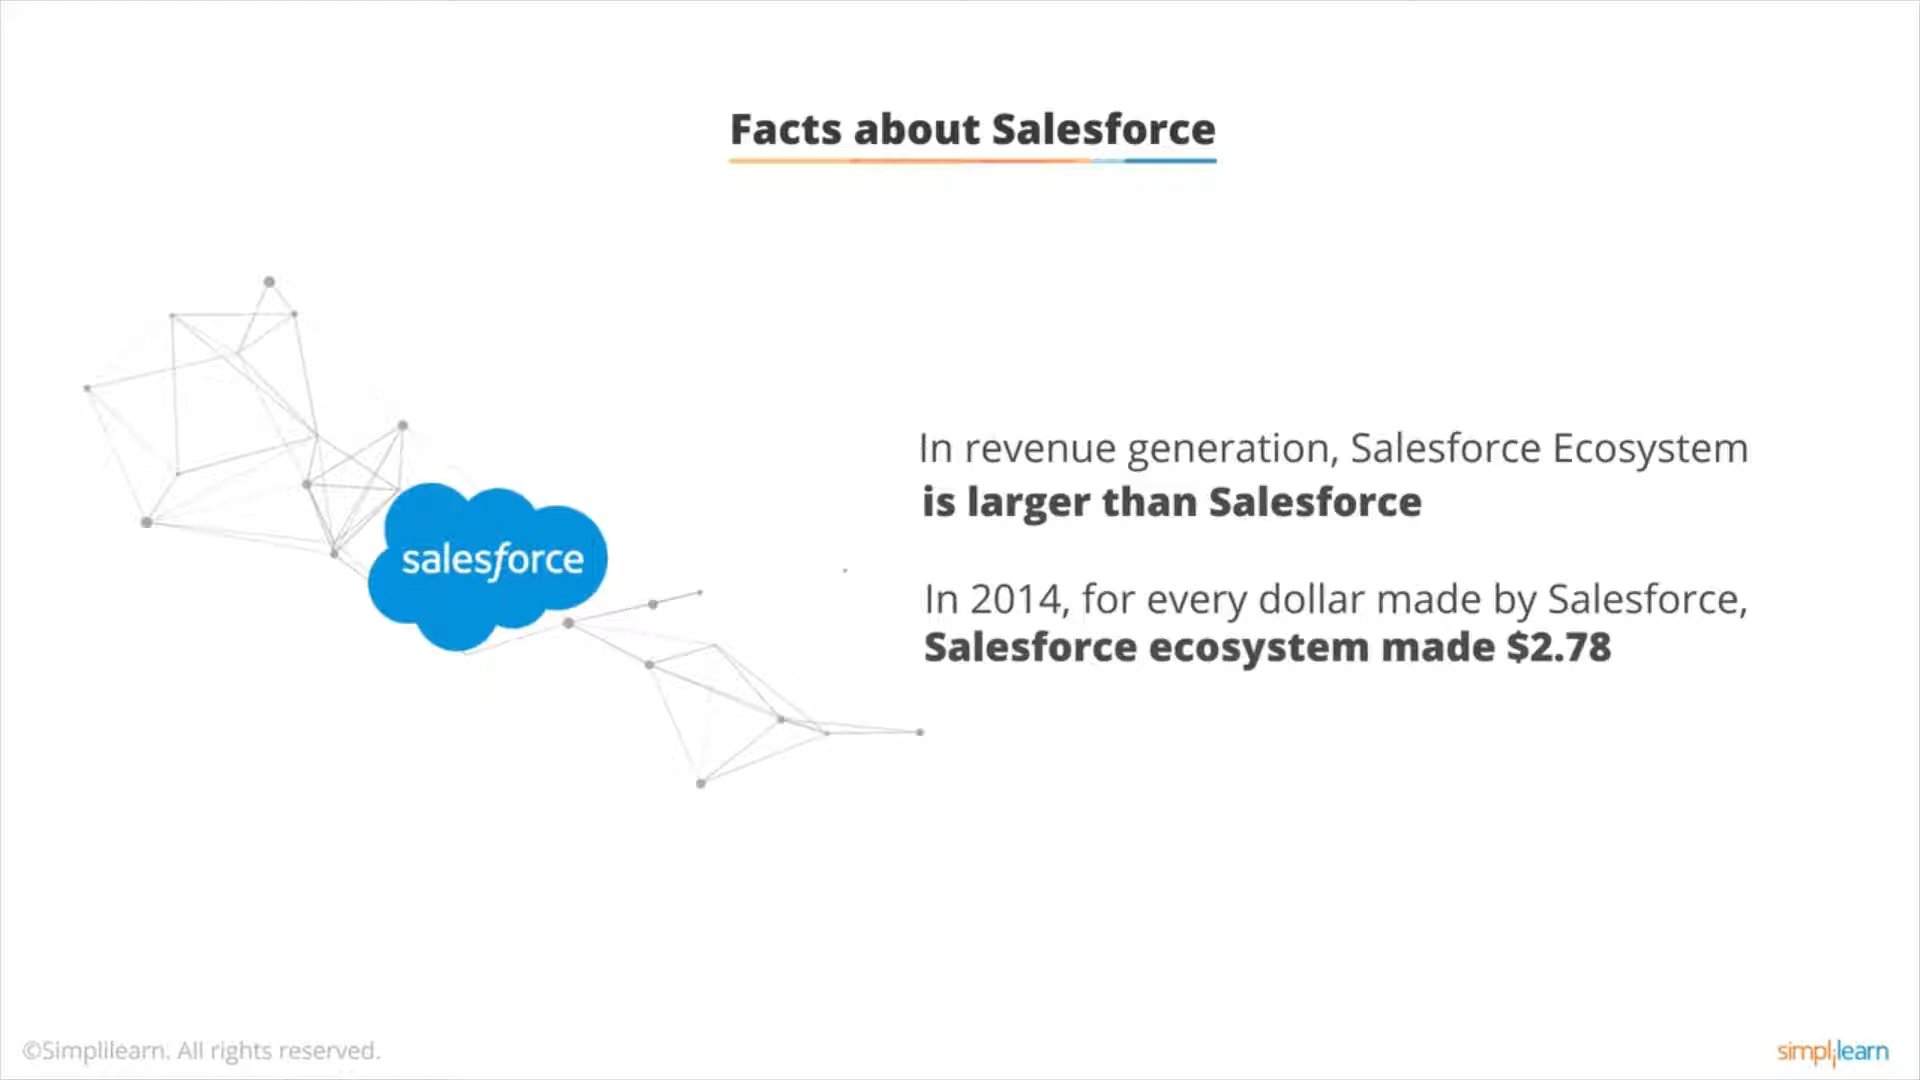 Facts about Salesforce
salesforce
In revenue generation, Salesforce Ecosystem
is larger than Salesforce
In 2014, for every dollar made by Salesforce,
Salesforce ecosystem made $2.78
©Simplilearn. All rights reserved.
simplilearn